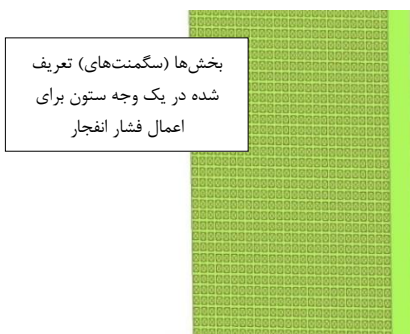 بخش‌ها (سگمنت‌های) تعریف
شده در یک وجه ستون برای
اعمال فشار انفجار